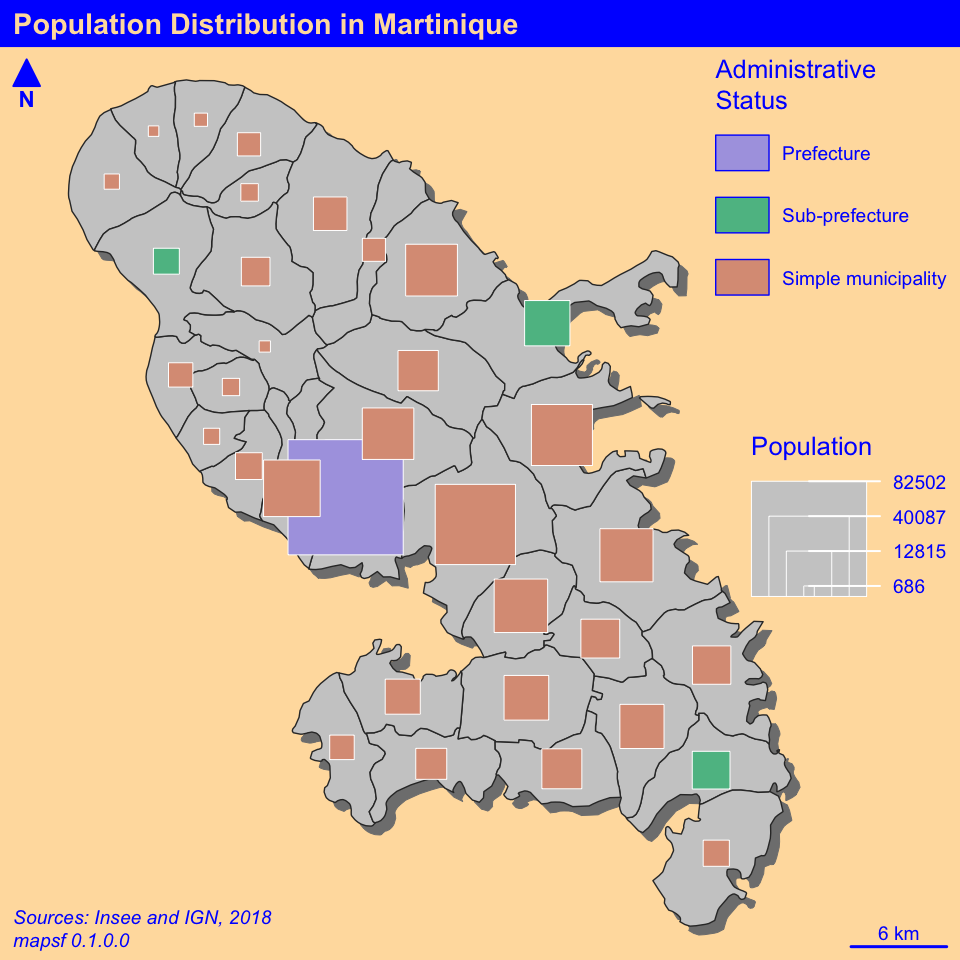 Population Distribution in Martinique
N
Administrative
Status
Prefecture
Sub-prefecture
Simple municipality
Population
82502
40087
12815
686
Sources: Insee and IGN, 2018
mapsf 0.1.0.0
6 km